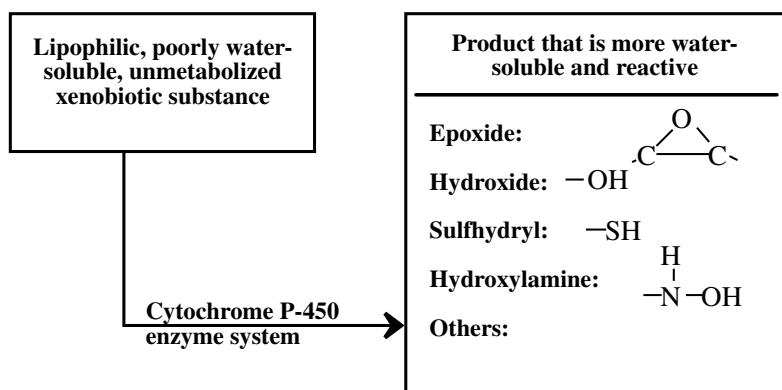 Lipophilic, poorly water-
soluble, unmetabolized
xenobiotic substance
Cytochrome P-450
enzyme system
Product that is more water-
soluble and reactive
Epoxide:
O
C C
Hydroxide: –OH
Sulfhydryl: –SH
H
Hydroxylamine:
–N–OH
Others: